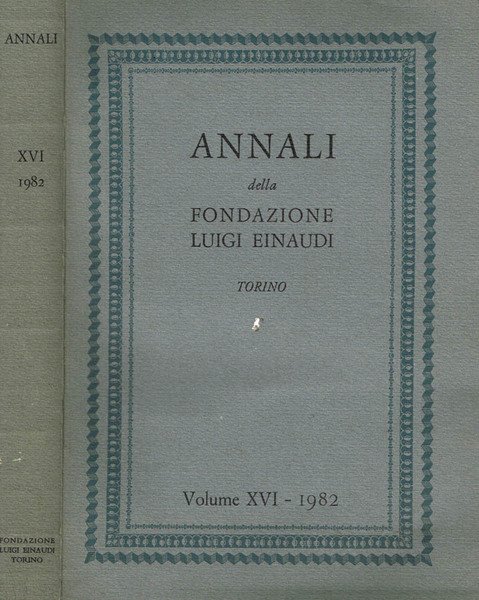 ANNALI
XVI
1982
FONDAZIONE
LUIGI EINAUDI
TORINO
ANNALI
della
FONDAZIONE
LUIGI EINAUDI
TORINO
Volume XVI - 1982